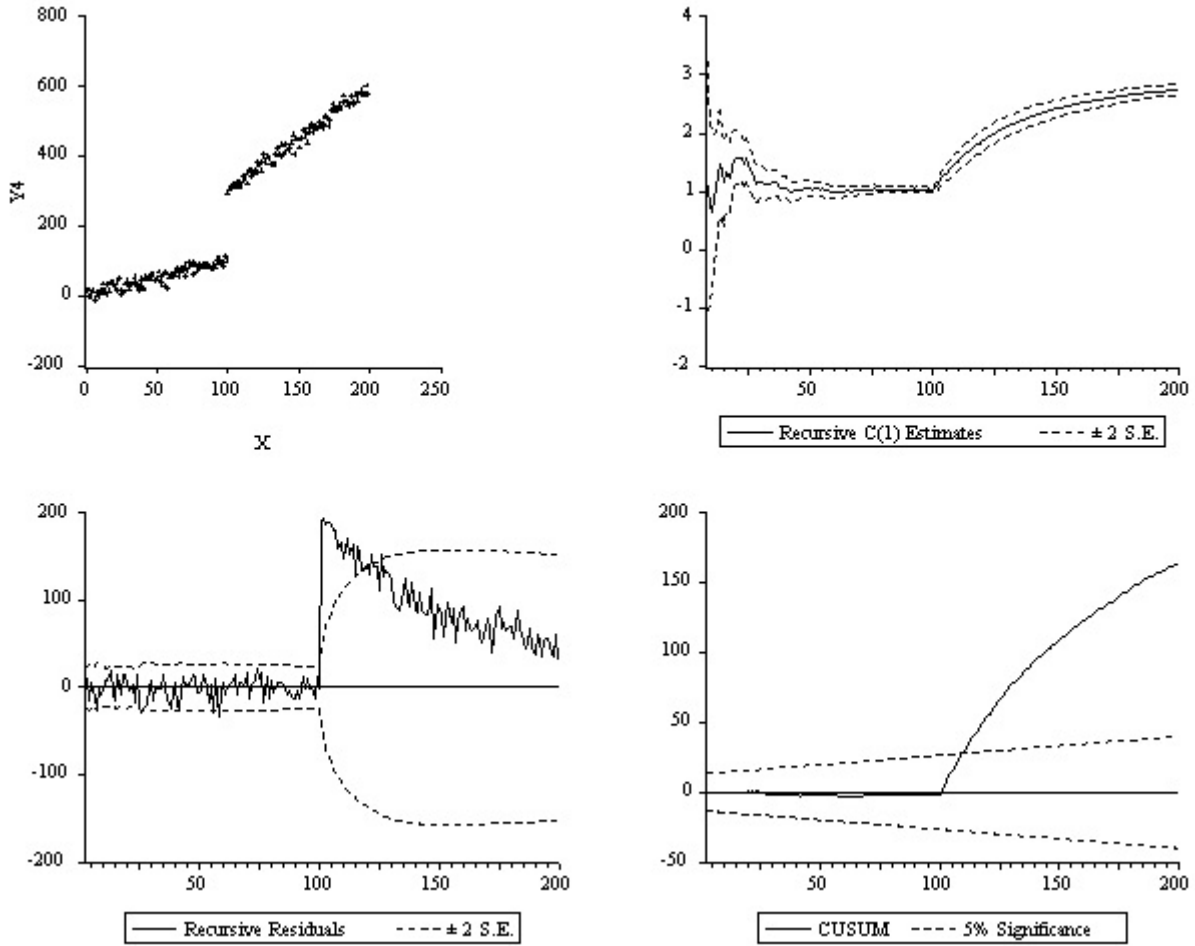 800
600
400
200
0
-200
Y4
0 50 100 150 200 250
X
4
3
2
1
0
-1
-2
50 100 150 200
Recursive C(1) Estimates ± 2 S.E.
200
100
0
-100
-200
50 100 150 200
Recursive Residuals ± 2 S.E.
200
150
100
50
0
-50
50 100 150 200
CUSUM 5% Significance